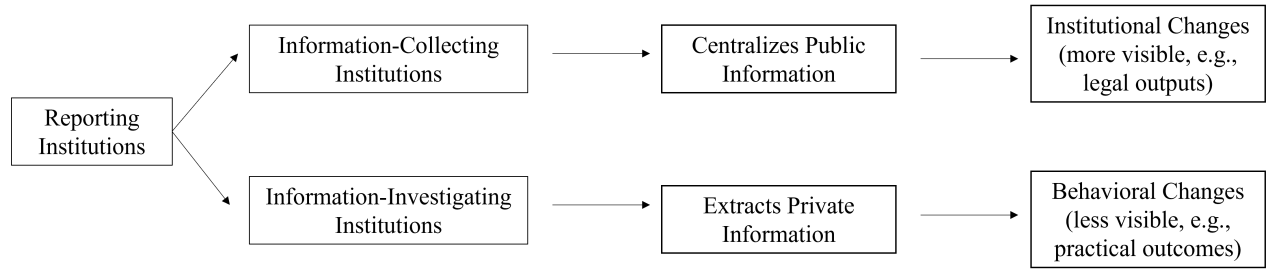 Reporting
Institutions
Information-Collecting
Institutions
Centralizes Public
Information
Institutional Changes
(more visible, e.g.,
legal outputs)
Information-Investigating
Institutions
Extracts Private
Information
Behavioral Changes
(less visible, e.g.,
practical outcomes)